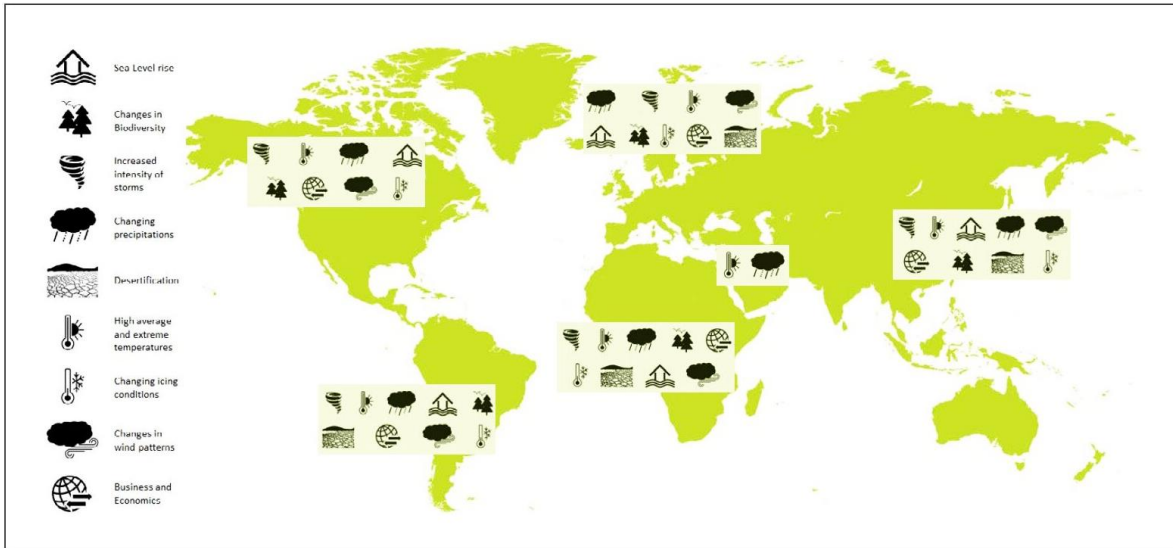 Sea Level rise
Changes in
Biodiversity
Increased
intensity of
storms
Changing
precipitations
Desertification
High average
and extreme
temperatures
Changing icing
conditions
Changes in
wind patterns
Business and
Economics